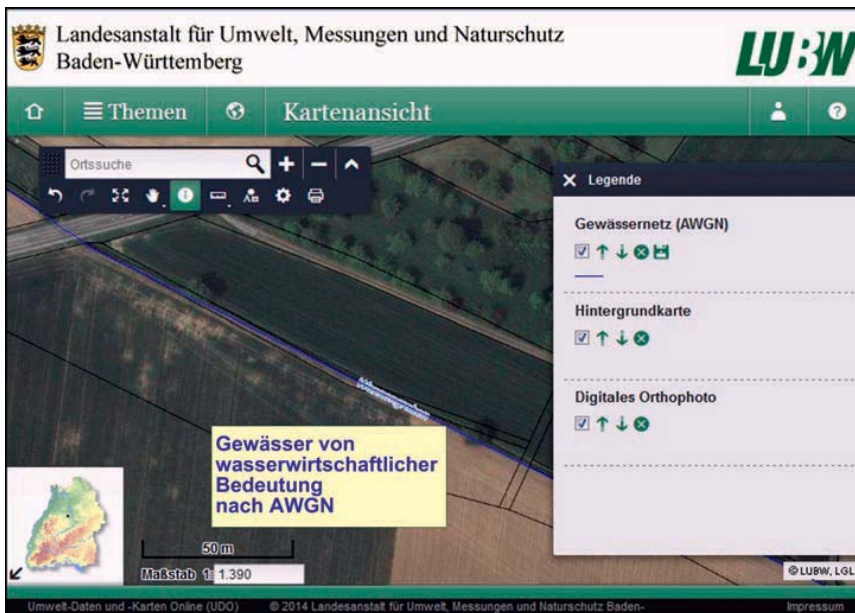 Landesanstalt für Umwelt, Messungen und Naturschutz
Baden-Württemberg
LUBW
Themen
Kartenansicht
Ortssuche
Legende
Gewässernetz (AWGN)
Hintergrundkarte
Digitales Orthophoto
Gewässer von
wasserwirtschaftlicher
Bedeutung
nach AWGN
50 m
Maßstab 1: 1.390
© LUBW, LGL
Umwelt-Daten und -Karten Online (UDO) © 2014 Landesanstalt für Umwelt, Messungen und Naturschutz Baden- Impressum